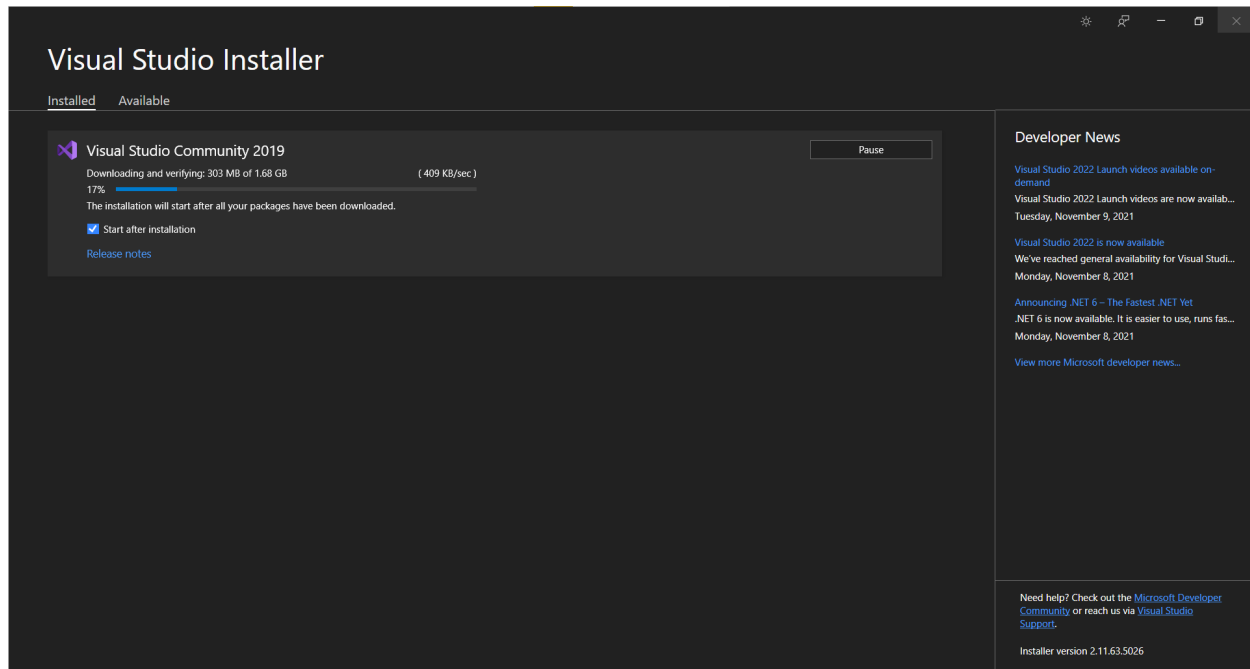 Visual Studio Installer
Installed Available
Visual Studio Community 2019
Pause
Downloading and verifying: 303 MB of 1.68 GB ( 409 KB/sec )
17%
The installation will start after all your packages have been downloaded.
Start after installation
Release notes
Developer News
Visual Studio 2022 Launch videos available on-
demand
Visual Studio 2022 Launch videos are now availab...
Tuesday, November 9, 2021
Visual Studio 2022 is now available
We've reached general availability for Visual Studi...
Monday, November 8, 2021
Announcing .NET 6 – The Fastest .NET Yet
.NET 6 is now available. It is easier to use, runs fas...
Monday, November 8, 2021
View more Microsoft developer news...
Need help? Check out the Microsoft Developer
Community or reach us via Visual Studio
Support.
Installer version 2.11.63.5026